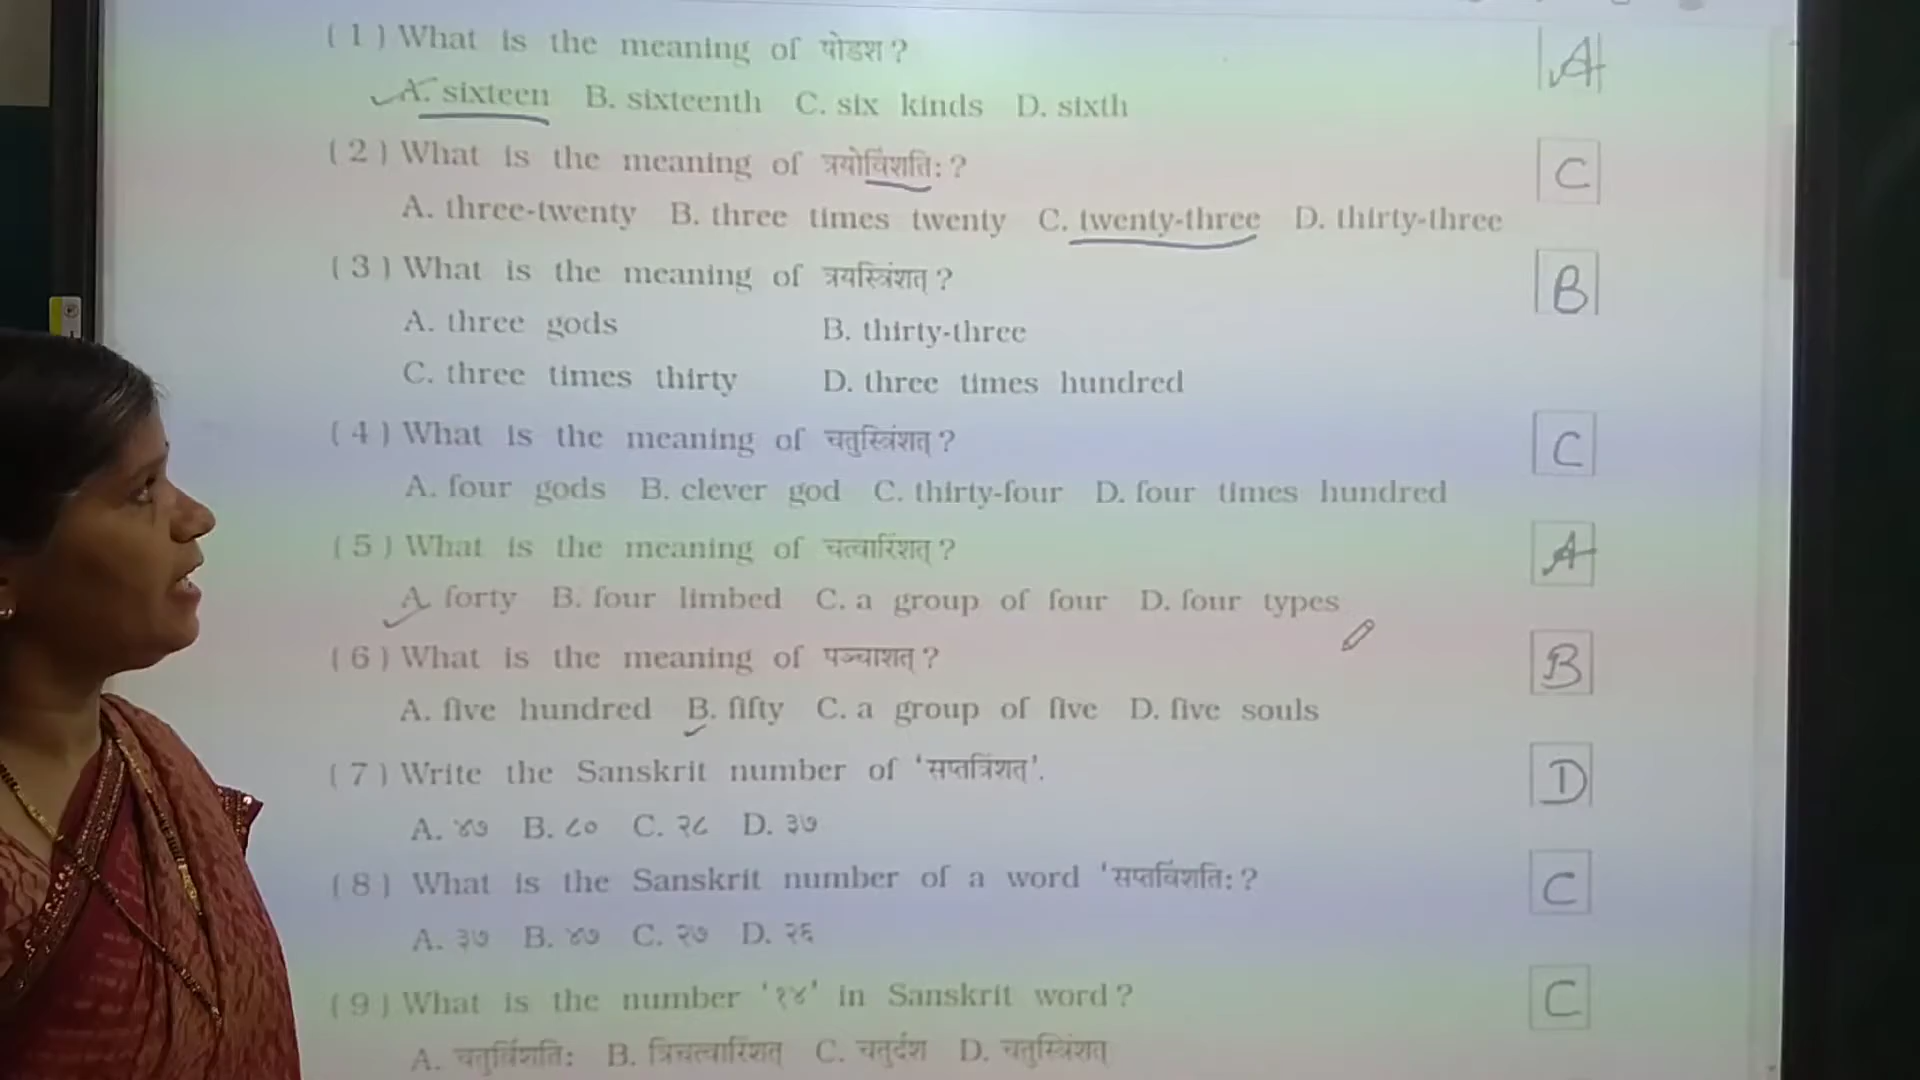 ( 1 ) What is the meaning of षोडश ? A
A. sixteen B. sixteenth C. six kinds D. sixth
( 2 ) What is the meaning of त्रयोविंशति: ? C
A. three-twenty B. three times twenty C. twenty-three D. thirty-three
( 3 ) What is the meaning of त्रयस्त्रिंशत् ? B
A. three gods B. thirty-three
C. three times thirty D. three times hundred
( 4 ) What is the meaning of चतुस्त्रिंशत् ? C
A. four gods B. clever god C. thirty-four D. four times hundred
( 5 ) What is the meaning of चत्वारिंशत् ? A
A. forty B. four limbed C. a group of four D. four types
( 6 ) What is the meaning of पञ्चाशत् ? B
A. five hundred B. fifty C. a group of five D. five souls
( 7 ) Write the Sanskrit number of 'सप्तत्रिंशत्'. D
A. ४७ B. ८० C. २८ D. ३७
( 8 ) What is the Sanskrit number of a word 'सप्तविंशति: ? C
A. ३७ B. ४७ C. २७ D. २६
( 9 ) What is the number '१४' in Sanskrit word ? C
A. चतुर्विंशति: B. त्रिचत्वारिंशत् C. चतुर्दश D. चतुस्त्रिंशत्